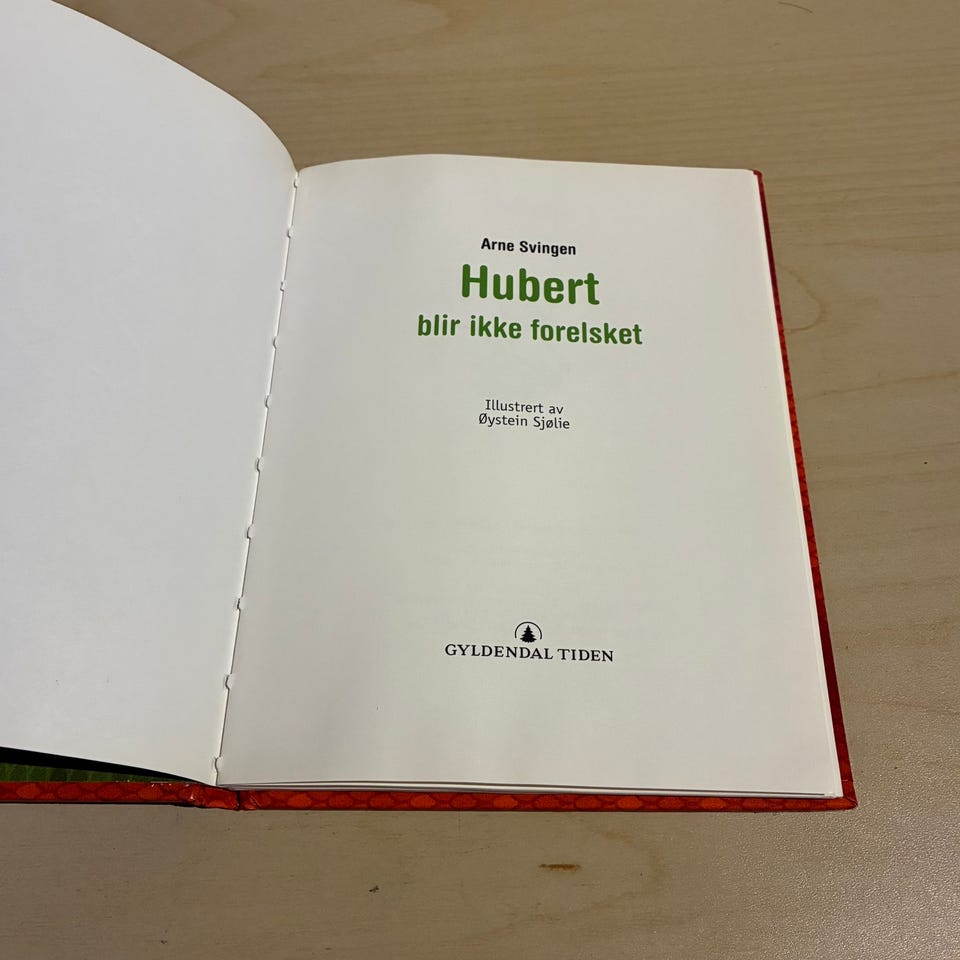 Arne Svingen
Hubert
blir ikke forelsket
Illustrert av
Øystein Sjølie
GYLDENDAL TIDEN